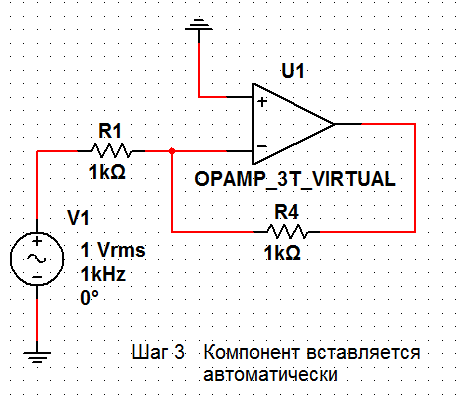 U1
+
−
R1
1kΩ
OPAMP_3T_VIRTUAL
R4
1kΩ
V1
+
−
1 Vrms
1kHz
0°
Шаг 3 Компонент вставляется
автоматически